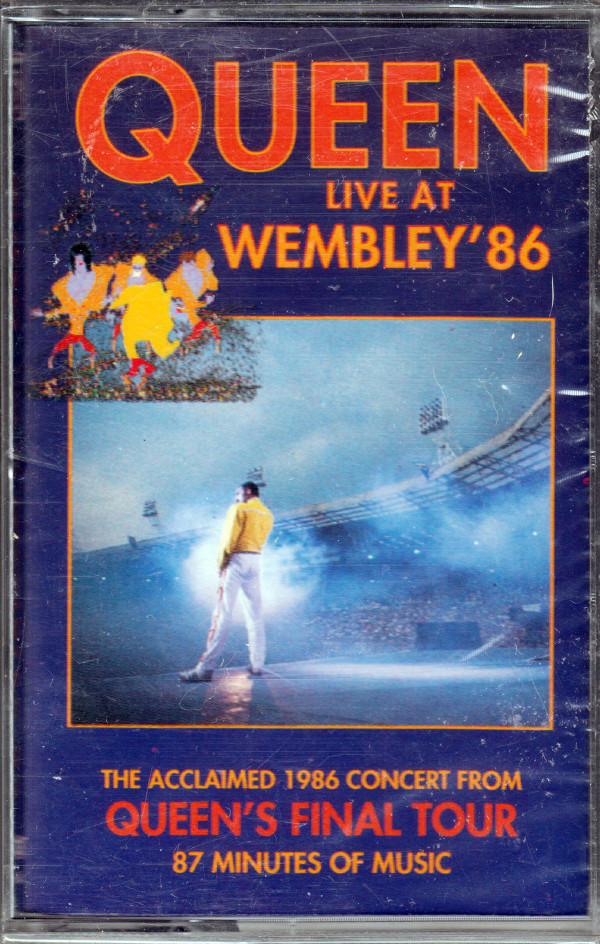 QUEEN
LIVE AT
WEMBLEY'86
THE ACCLAIMED 1986 CONCERT FROM
QUEEN'S FINAL TOUR
87 MINUTES OF MUSIC